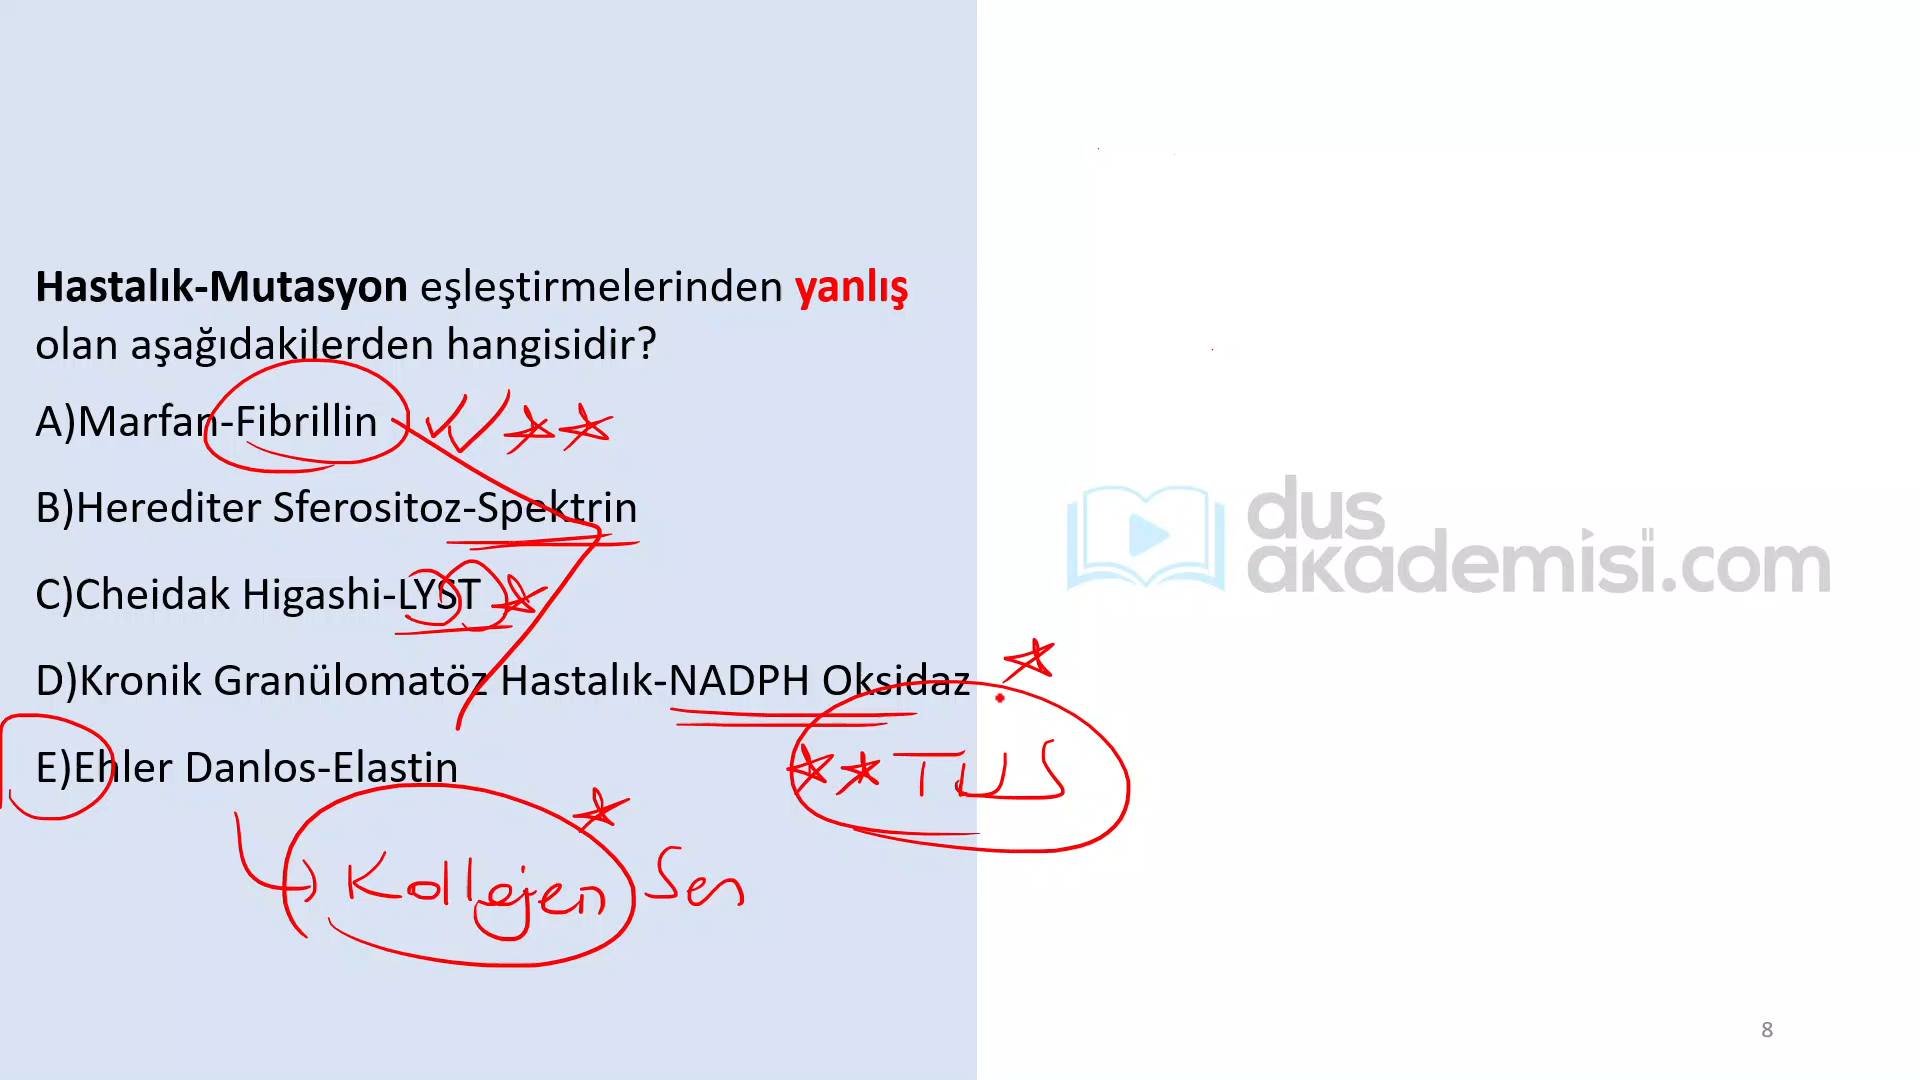 Hastalık-Mutasyon eşleştirmelerinden yanlış
olan aşağıdakilerden hangisidir?
A)Marfan-Fibrillin
B)Herediter Sferositoz-Spektrin
C)Cheidak Higashi-LYST
D)Kronik Granülomatöz Hastalık-NADPH Oksidaz
E)Ehler Danlos-Elastin
TUS
Kollejen Sen
dus
akademisi.com
8